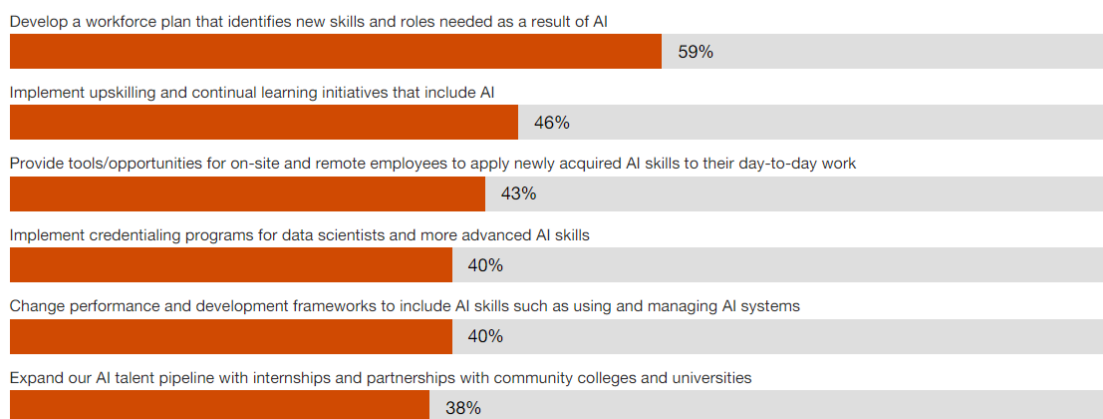 Develop a workforce plan that identifies new skills and roles needed as a result of AI
59%
Implement upskilling and continual learning initiatives that include AI
46%
Provide tools/opportunities for on-site and remote employees to apply newly acquired AI skills to their day-to-day work
43%
Implement credentialing programs for data scientists and more advanced AI skills
40%
Change performance and development frameworks to include AI skills such as using and managing AI systems
40%
Expand our AI talent pipeline with internships and partnerships with community colleges and universities
38%